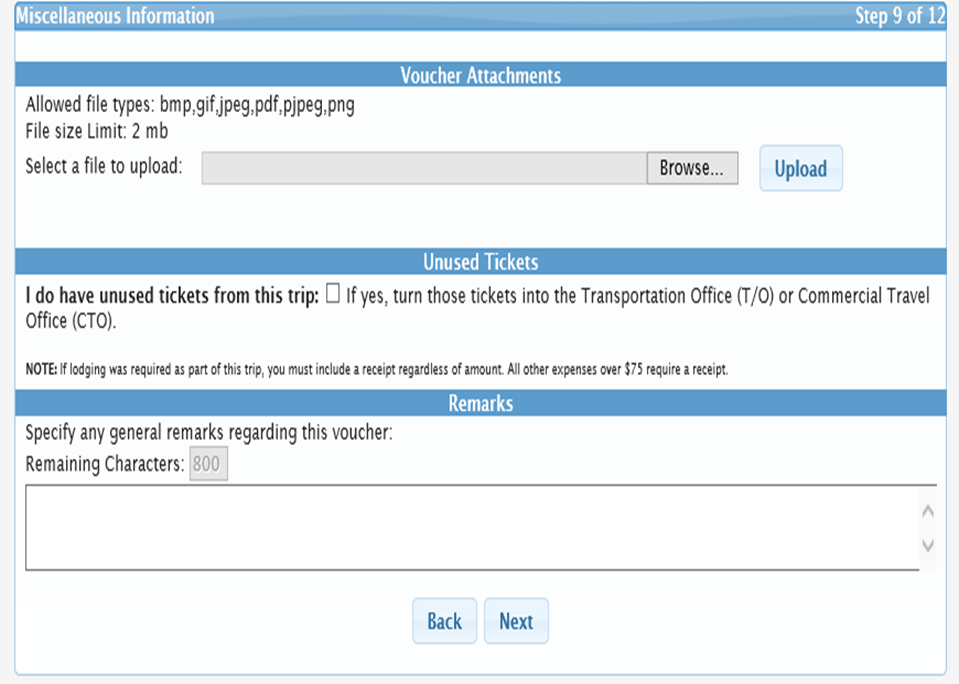 Miscellaneous Information Step 9 of 12
Voucher Attachments
Allowed file types: bmp,gif,jpeg,pdf,pjpeg,png
File size Limit: 2 mb
Select a file to upload: Browse... Upload
Unused Tickets
I do have unused tickets from this trip: If yes, turn those tickets into the Transportation Office (T/O) or Commercial Travel
Office (CTO).
NOTE: If lodging was required as part of this trip, you must include a receipt regardless of amount. All other expenses over $75 require a receipt.
Remarks
Specify any general remarks regarding this voucher:
Remaining Characters: 800
Back Next